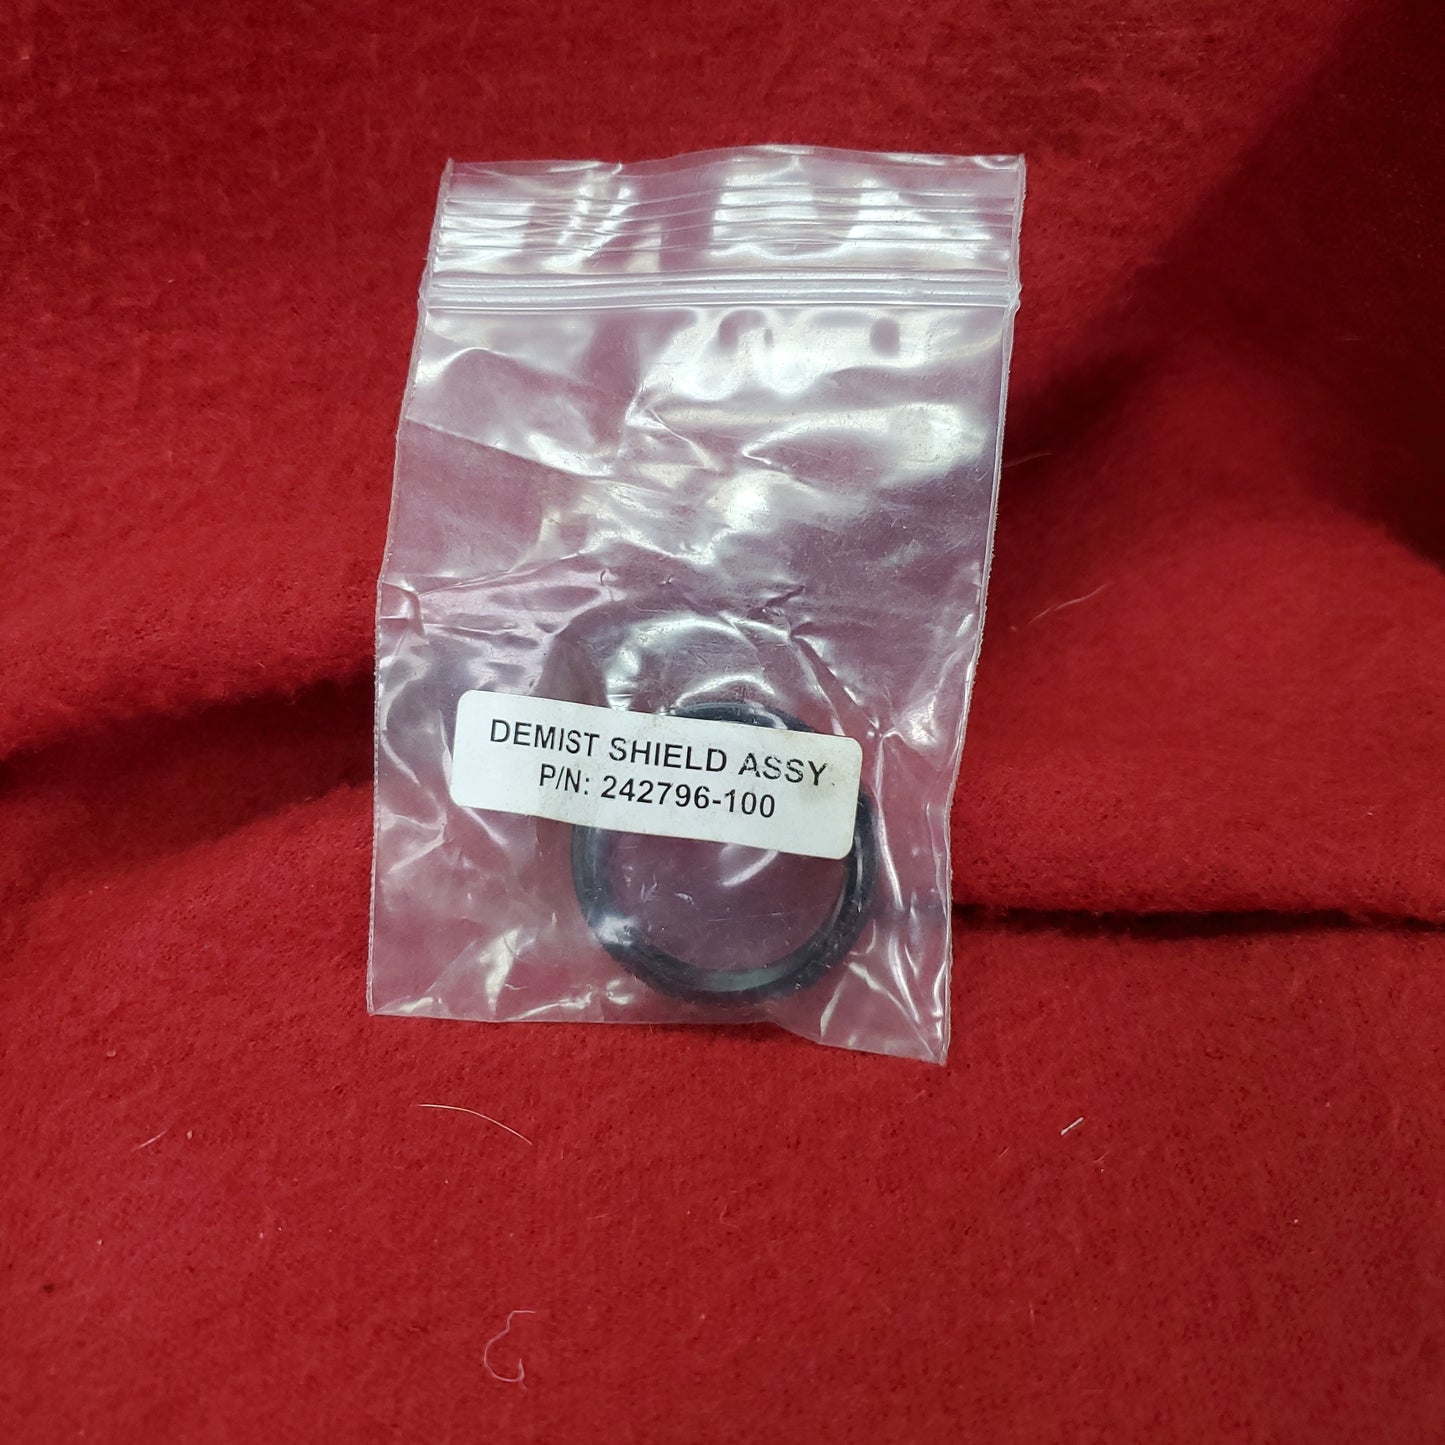 DEMIST SHIELD ASSY.
P/N: 242796-100